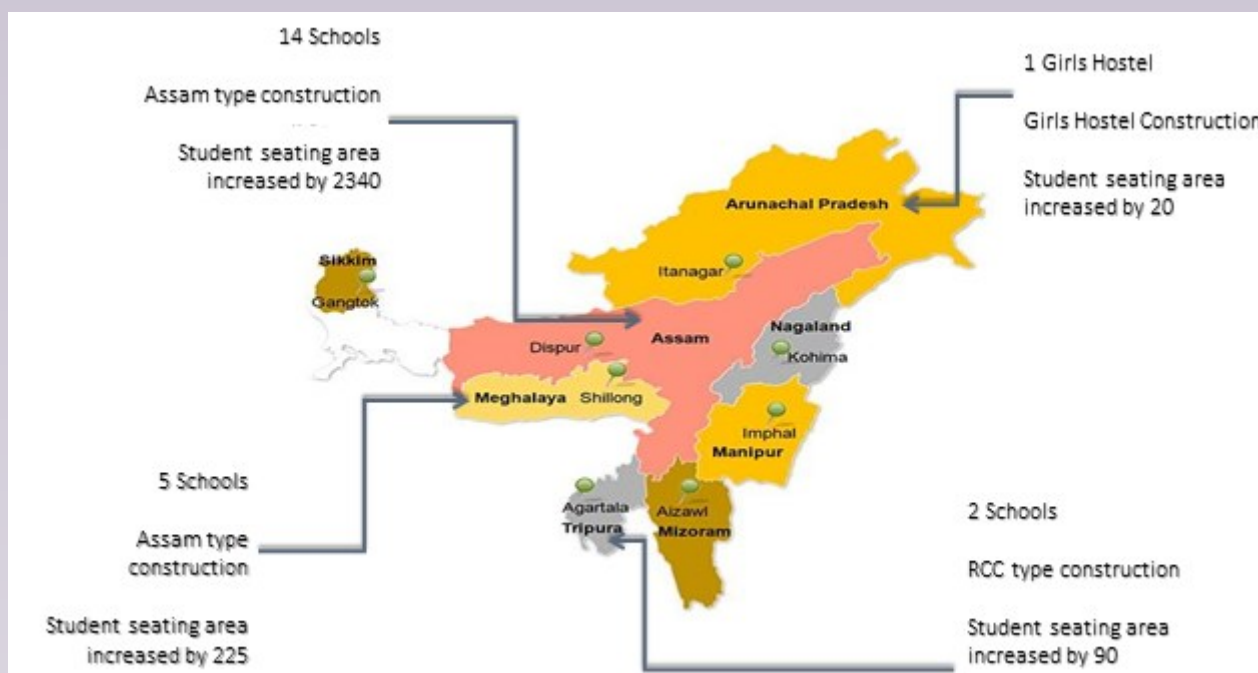 14 Schools
Assam type construction
Student seating area
increased by 2340
1 Girls Hostel
Girls Hostel Construction
Student seating area
increased by 20
Arunachal Pradesh
Itanagar
Sikkim
Gangtok
Nagaland
Kohima
Assam
Dispur
Meghalaya
Shillong
Imphal
Manipur
Agartala
Tripura
Aizawl
Mizoram
5 Schools
Assam type
construction
Student seating area
increased by 225
2 Schools
RCC type construction
Student seating area
increased by 90